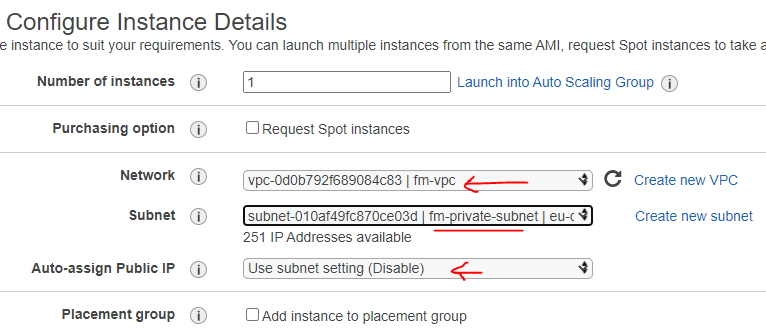 Configure Instance Details
e instance to suit your requirements. You can launch multiple instances from the same AMI, request Spot instances to take a
Number of instances i 1 Launch into Auto Scaling Group i
Purchasing option i Request Spot instances
Network i vpc-0d0b792f689084c83 | fm-vpc Create new VPC
Subnet i subnet-010af49fc870ce03d | fm-private-subnet | eu-c Create new subnet
251 IP Addresses available
Auto-assign Public IP i Use subnet setting (Disable)
Placement group i Add instance to placement group